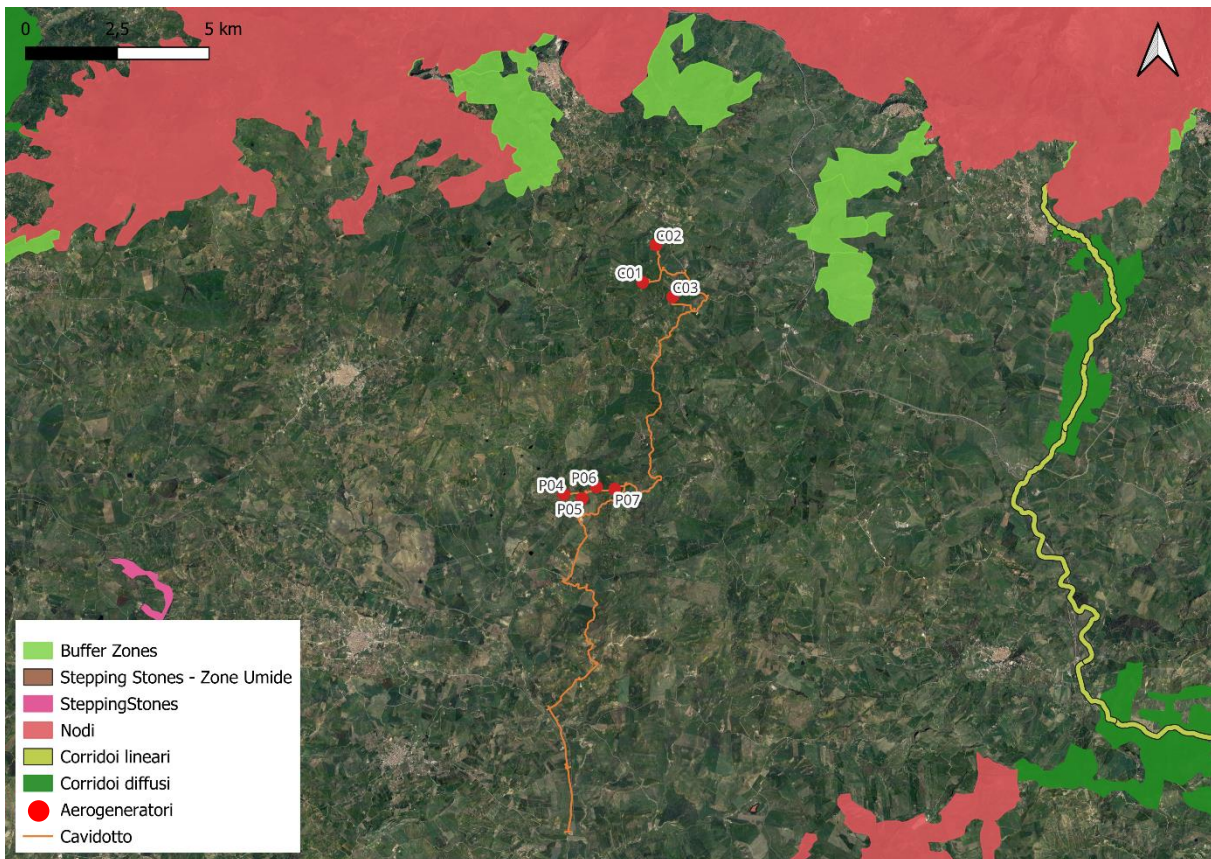 0 2,5 5 km
C02
C01
C03
P06
P04
P07
P05
Buffer Zones
Stepping Stones - Zone Umide
SteppingStones
Nodi
Corridoi lineari
Corridoi diffusi
Aerogeneratori
Cavidotto